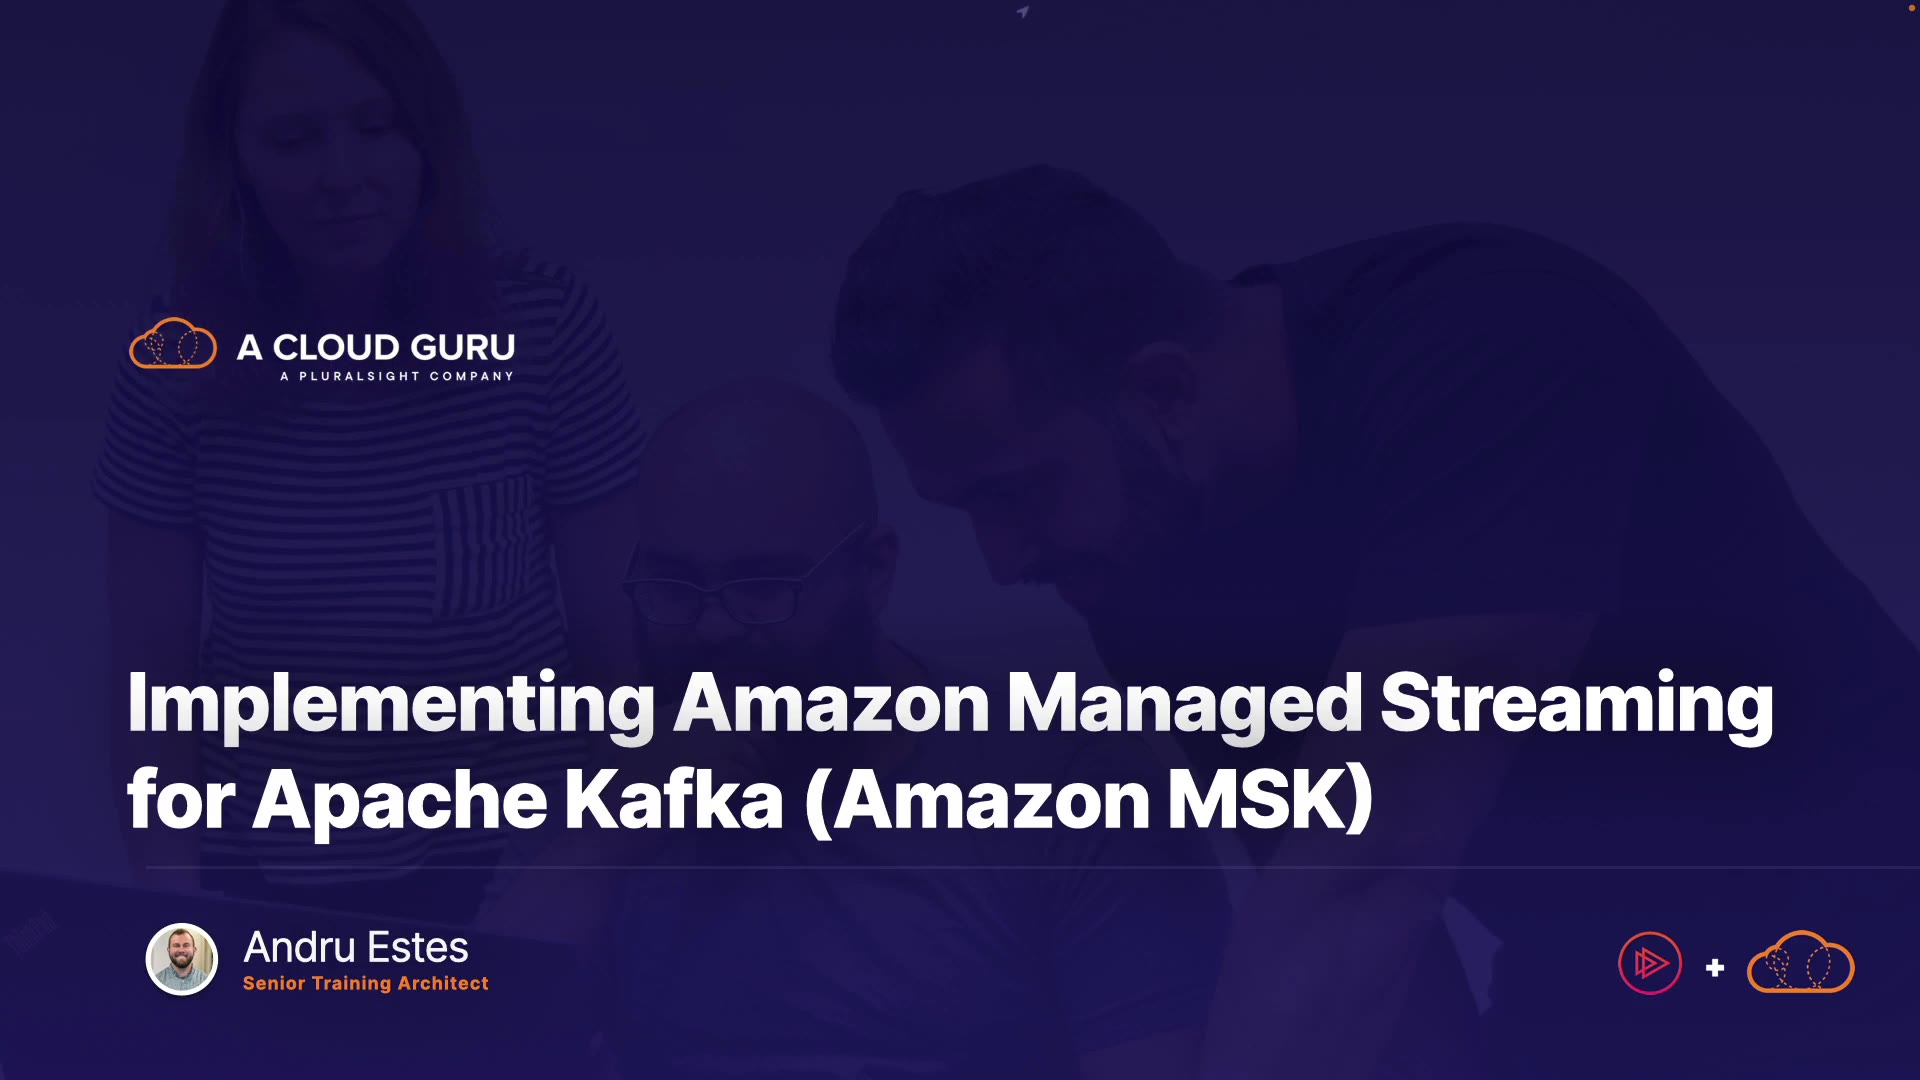 A CLOUD GURU
A PLURALSIGHT COMPANY
Implementing Amazon Managed Streaming
for Apache Kafka (Amazon MSK)
Andru Estes
Senior Training Architect
+